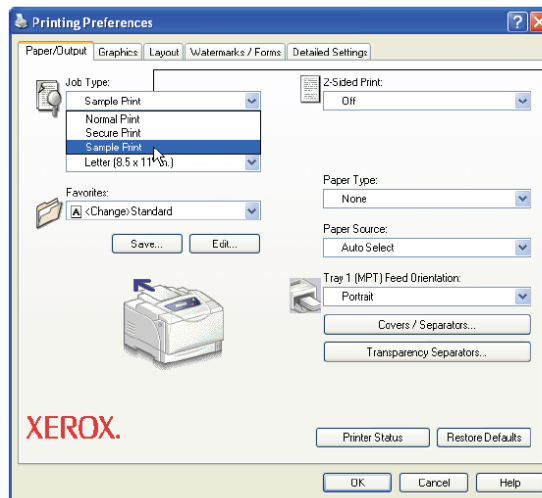 Printing Preferences
Paper/Output Graphics Layout Watermarks / Forms Detailed Settings
Job Type:
Sample Print
Normal Print
Secure Print
Sample Print
Letter (8.5 x 11 in.)
Favorites:
A <Change>Standard
Save... Edit...
2-Sided Print:
Off
Paper Type:
None
Paper Source:
Auto Select
Tray 1 (MPT) Feed Orientation:
Portrait
Covers / Separators...
Transparency Separators...
XEROX.
Printer Status Restore Defaults
OK Cancel Help